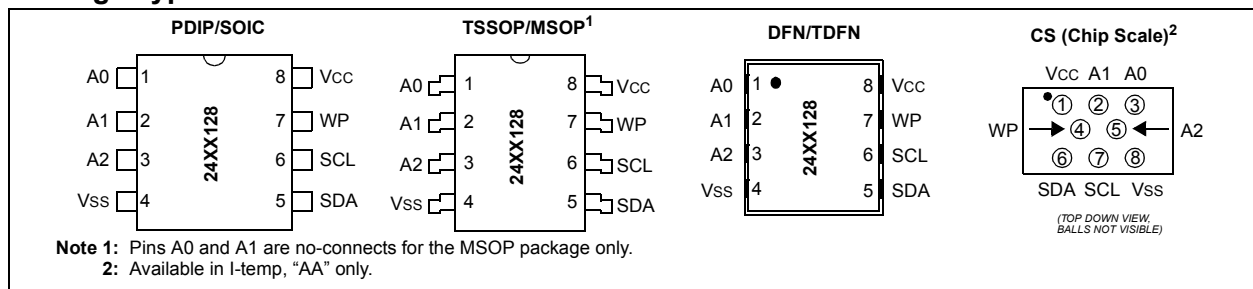 PDIP/SOIC
A0 1 8 VCC
A1 2 7 WP
A2 3 6 SCL
VSS 4 5 SDA
24XX128
TSSOP/MSOP1
A0 1 8 VCC
A1 2 7 WP
A2 3 6 SCL
VSS 4 5 SDA
24XX128
DFN/TDFN
A0 1 8 VCC
A1 2 7 WP
A2 3 6 SCL
VSS 4 5 SDA
24XX128
CS (Chip Scale)2
VCC A1 A0
1 2 3
WP 4 5 A2
6 7 8
SDA SCL VSS
(TOP DOWN VIEW,
BALLS NOT VISIBLE)
Note 1: Pins A0 and A1 are no-connects for the MSOP package only.
2: Available in I-temp, “AA” only.